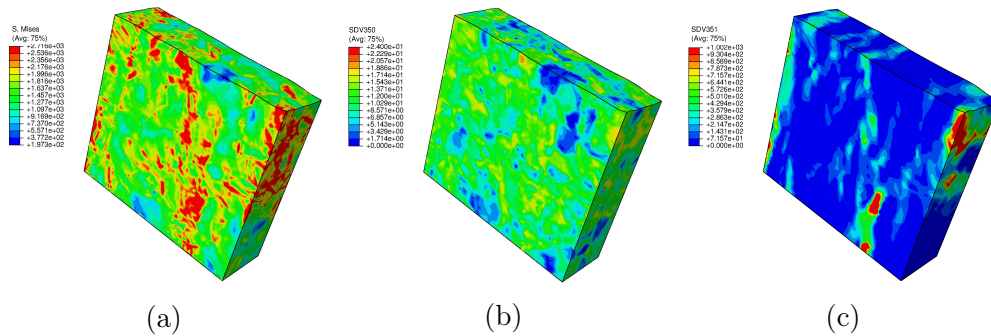 S, Mises
(Avg: 75%)
+2.716e+03
+2.536e+03
+2.356e+03
+2.176e+03
+1.996e+03
+1.816e+03
+1.637e+03
+1.457e+03
+1.277e+03
+1.097e+03
+9.169e+02
+7.370e+02
+5.571e+02
+3.772e+02
+1.973e+02
SDV350
(Avg: 75%)
+2.400e+01
+2.229e+01
+2.057e+01
+1.886e+01
+1.714e+01
+1.543e+01
+1.371e+01
+1.200e+01
+1.029e+01
+8.571e+00
+6.857e+00
+5.143e+00
+3.429e+00
+1.714e+00
+0.000e+00
SDV351
(Avg: 75%)
+1.002e+03
+9.304e+02
+8.589e+02
+7.873e+02
+7.157e+02
+6.441e+02
+5.726e+02
+5.010e+02
+4.294e+02
+3.579e+02
+2.863e+02
+2.147e+02
+1.431e+02
+7.157e+01
+0.000e+00
(a)
(b)
(c)